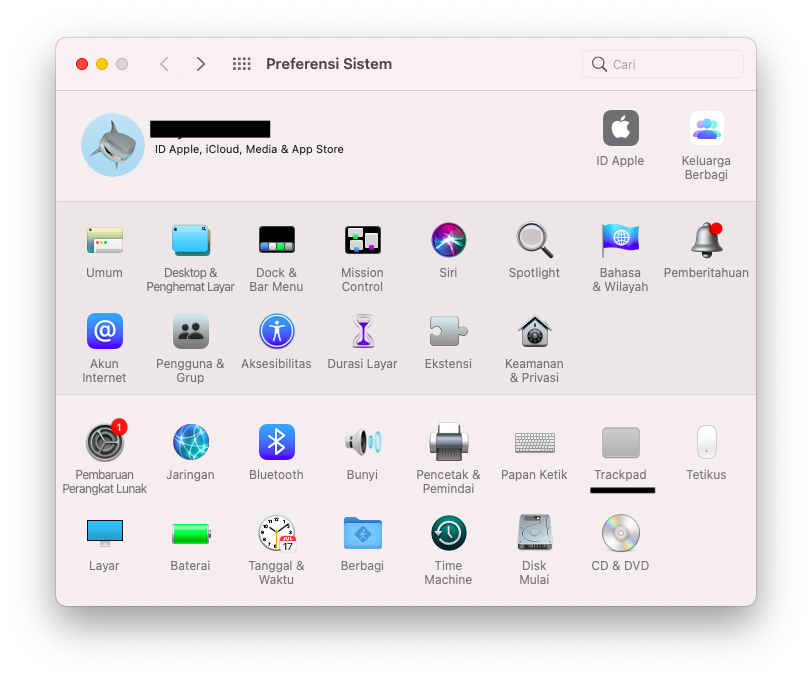 Preferensi Sistem
Cari
ID Apple, iCloud, Media & App Store
ID Apple
Keluarga
Berbagi
Umum
Desktop &
Penghemat Layar
Dock &
Bar Menu
Mission
Control
Siri
Spotlight
Bahasa
& Wilayah
Pemberitahuan
@
Akun
Internet
Pengguna &
Grup
Aksesibilitas
Durasi Layar
Ekstensi
Keamanan
& Privasi
1
Pembaruan
Perangkat Lunak
Jaringan
Bluetooth
Bunyi
Pencetak &
Pemindai
Papan Ketik
Trackpad
Tetikus
Layar
Baterai
JUL
17
Tanggal &
Waktu
Berbagi
Time
Machine
Disk
Mulai
CD & DVD